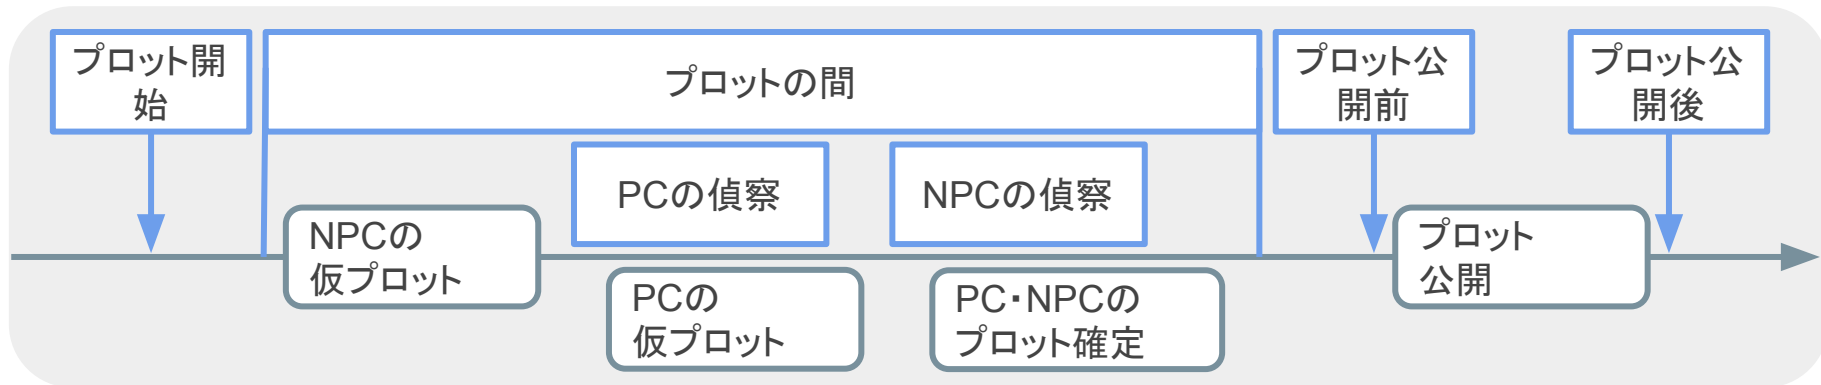 プロット開
始
プロットの間
プロット公
開前
プロット公
開後
PCの偵察
NPCの偵察
NPCの
仮プロット
プロット
公開
PCの
仮プロット
PC・NPCの
プロット確定